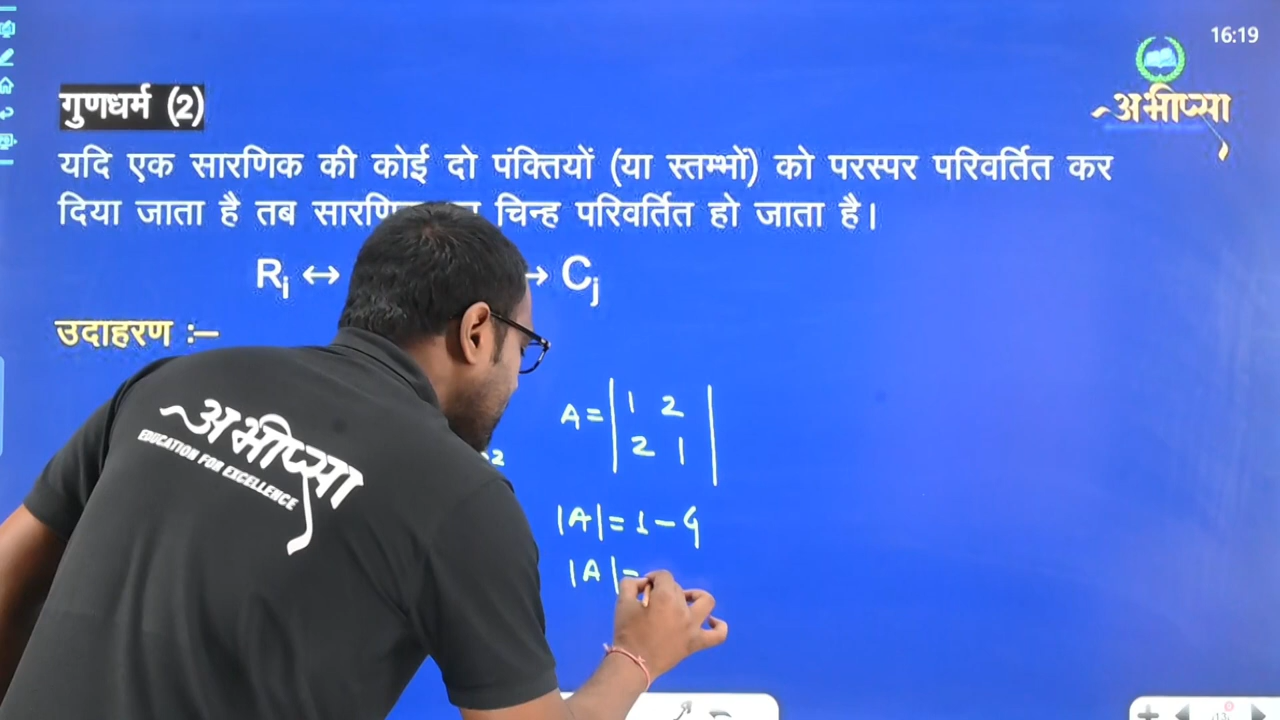 16:19
अभीप्सा
गुणधर्म (2)
यदि एक सारणिक की कोई दो पंक्तियों (या स्तम्भों) को परस्पर परिवर्तित कर
दिया जाता है तब चिन्ह परिवर्तित हो जाता है।
Ri ↔ → Cj
उदाहरण :–
A = | 1 2 |
| 2 1 |
|A| = 1 - 4
|A| =
अभीप्सा
EDUCATION FOR EXCELLENCE